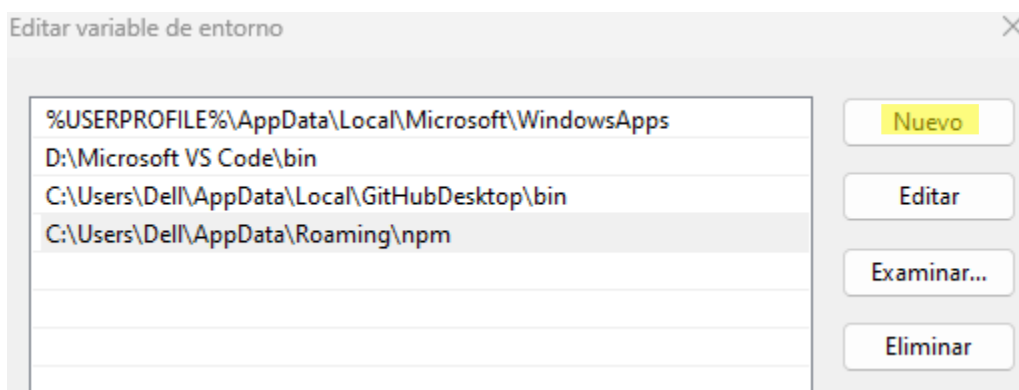 Editar variable de entorno
%USERPROFILE%\AppData\Local\Microsoft\WindowsApps
D:\Microsoft VS Code\bin
C:\Users\Dell\AppData\Local\GitHubDesktop\bin
C:\Users\Dell\AppData\Roaming\npm
Nuevo
Editar
Examinar...
Eliminar